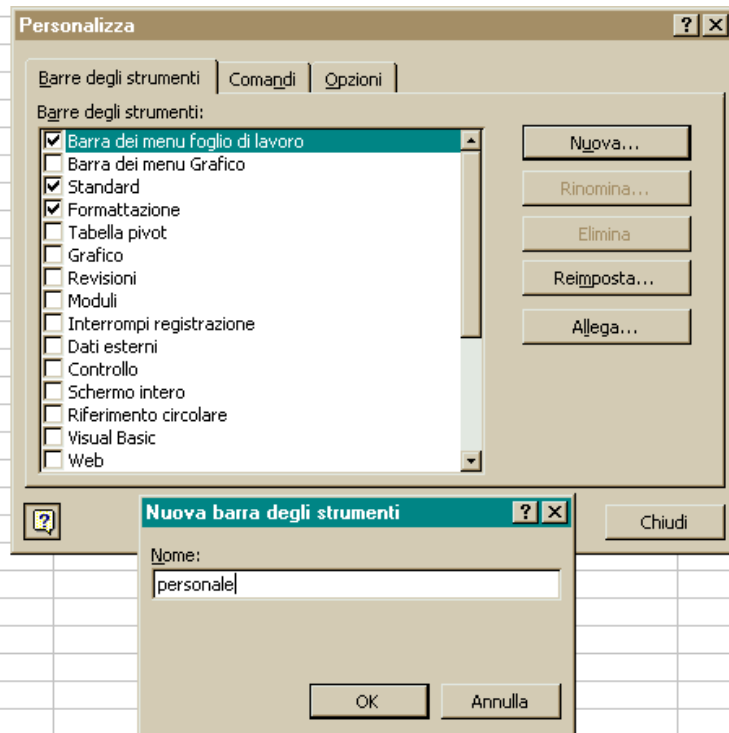 Personalizza
Barre degli strumenti Comandi Opzioni
Barre degli strumenti:
Barra dei menu foglio di lavoro
Barra dei menu Grafico
Standard
Formattazione
Tabella pivot
Grafico
Revisioni
Moduli
Interrompi registrazione
Dati esterni
Controllo
Schermo intero
Riferimento circolare
Visual Basic
Web
Nuova...
Rinomina...
Elimina
Reimposta...
Allega...
Chiudi
Nuova barra degli strumenti
Nome:
personale
OK Annulla